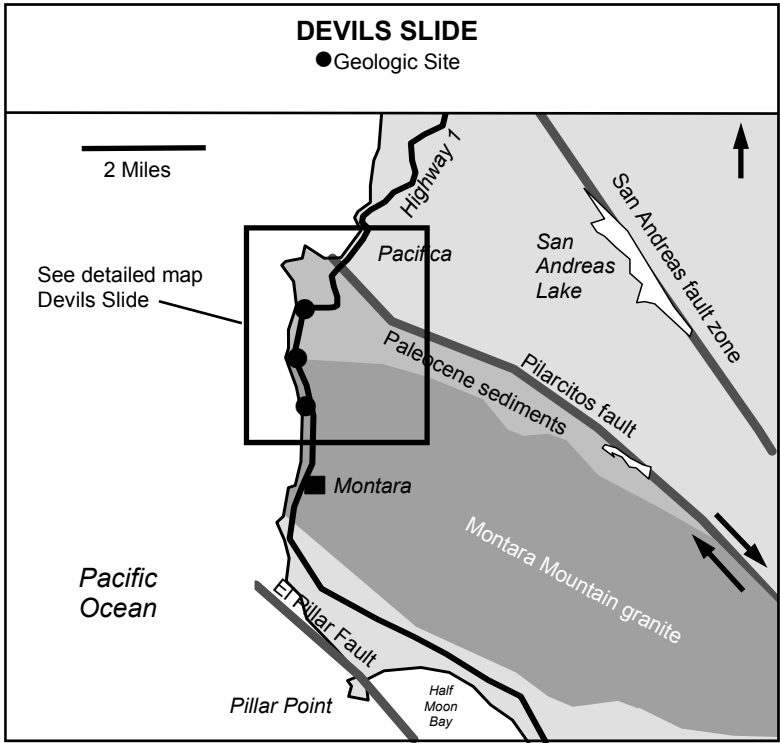 DEVILS SLIDE
Geologic Site
2 Miles
Highway 1
San Andreas fault zone
Pacifica
San
Andreas
Lake
See detailed map
Devils Slide
Paleocene sediments
Pilarcitos fault
Montara
Montara Mountain granite
Pacific
Ocean
El Pillar Fault
Pillar Point
Half
Moon
Bay